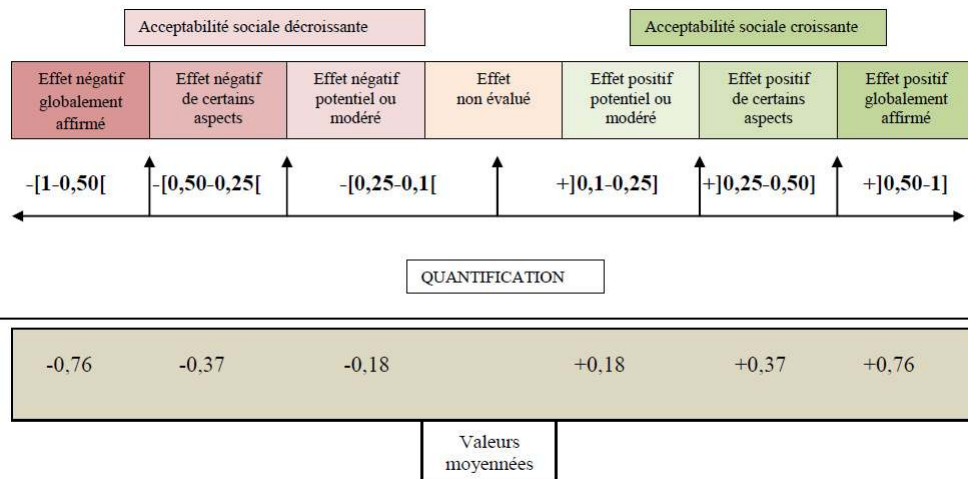 Acceptabilité sociale décroissante
Acceptabilité sociale croissante
Effet négatif
globalement
affirmé
Effet négatif
de certains
aspects
Effet négatif
potentiel ou
modéré
Effet
non évalué
Effet positif
potentiel ou
modéré
Effet positif
de certains
aspects
Effet positif
globalement
affirmé
-[1-0,50[
-[0,50-0,25[
-[0,25-0,1[
+]0,1-0,25]
+]0,25-0,50]
+]0,50-1]
QUANTIFICATION
-0,76
-0,37
-0,18
+0,18
+0,37
+0,76
Valeurs
moyennées